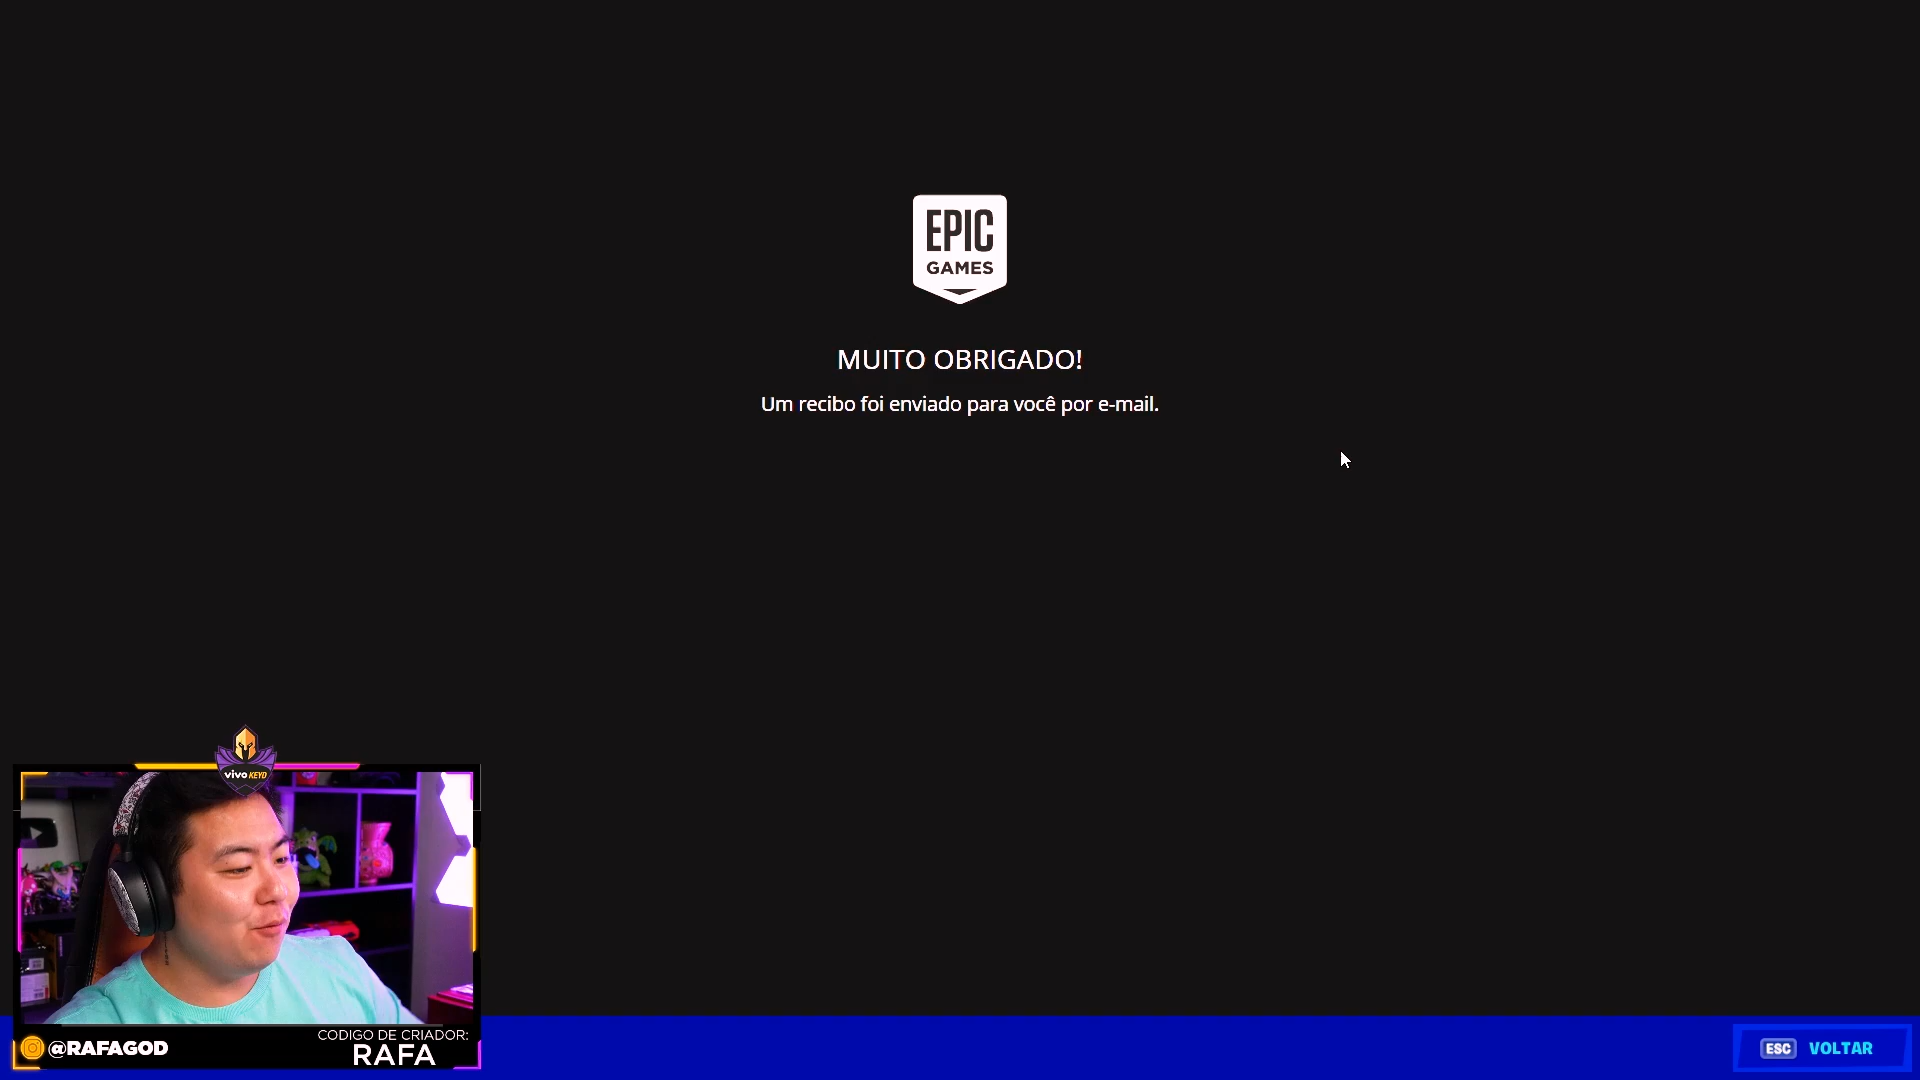 EPIC
GAMES
MUITO OBRIGADO!
Um recibo foi enviado para você por e-mail.
vivo KEYD
@RAFAGOD
CODIGO DE CRIADOR:
RAFA
ESC VOLTAR